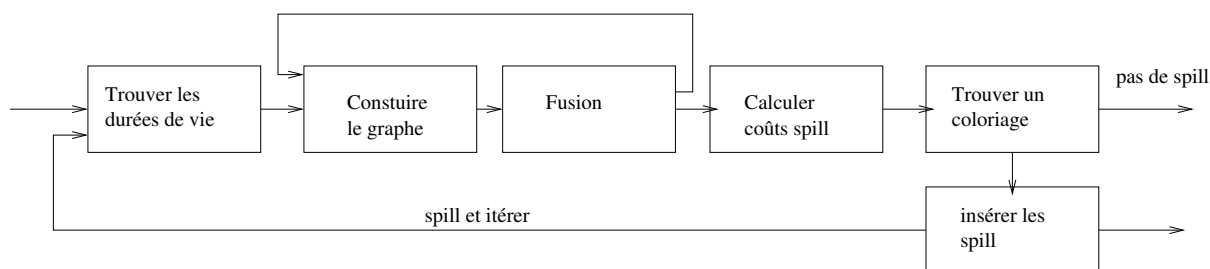 Trouver les
durées de vie
Constuire
le graphe
Fusion
Calculer
coûts spill
Trouver un
coloriage
pas de spill
spill et itérer
insérer les
spill